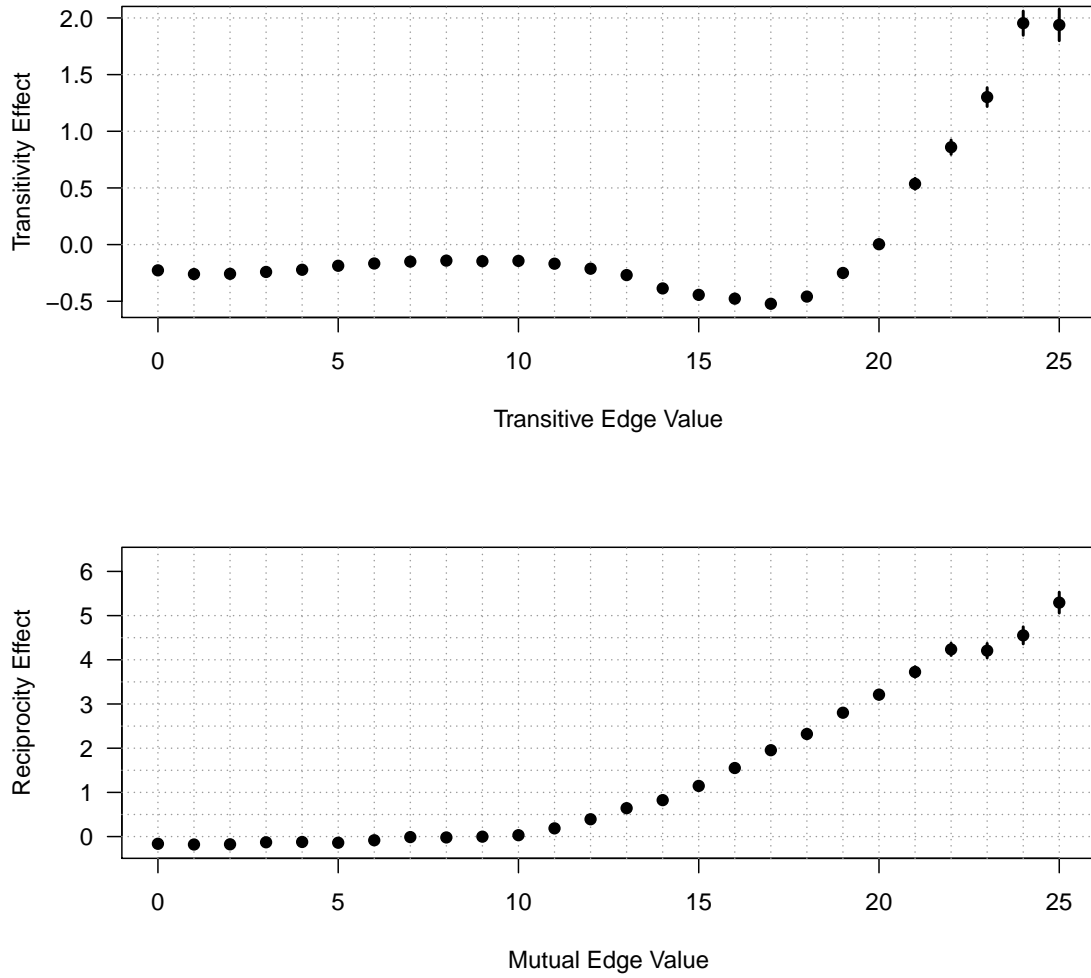 Transitivity Effect
2.0
1.5
1.0
0.5
0.0
−0.5
0 5 10 15 20 25
Transitive Edge Value
Reciprocity Effect
6
5
4
3
2
1
0
0 5 10 15 20 25
Mutual Edge Value